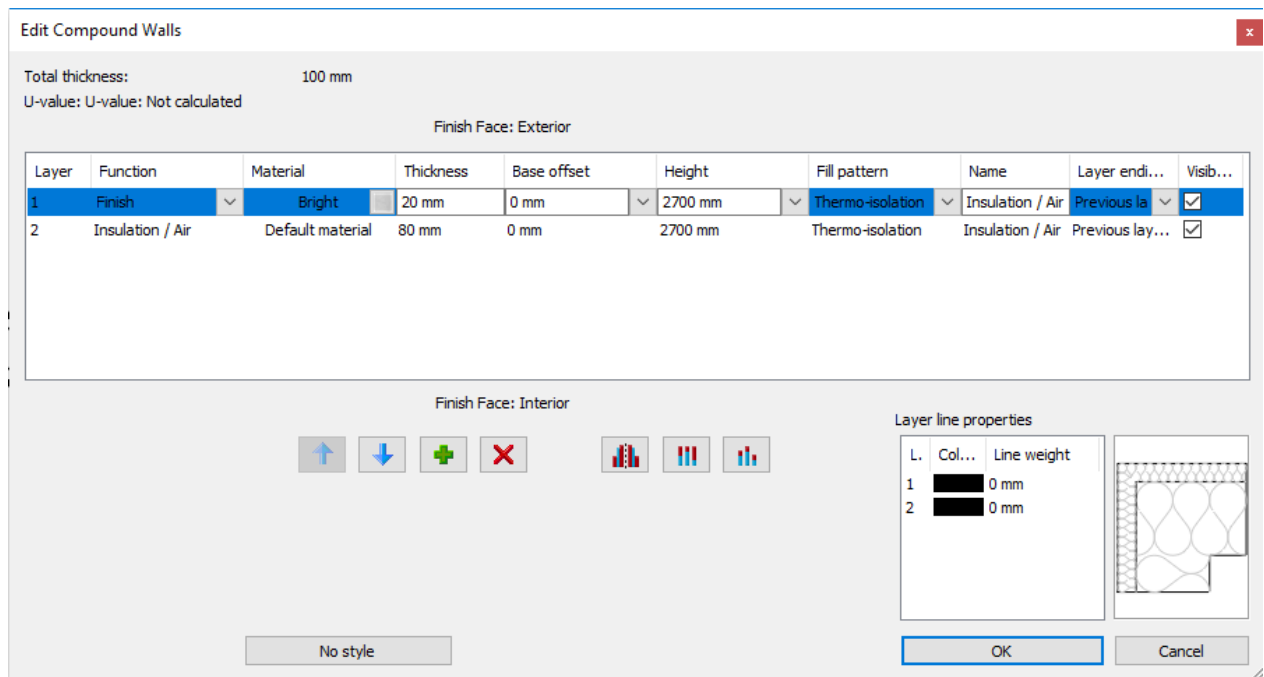 Edit Compound Walls
x
Total thickness: 100 mm
U-value: U-value: Not calculated
Finish Face: Exterior
Layer Function Material Thickness Base offset Height Fill pattern Name Layer endi... Visib...
1 Finish Bright 20 mm 0 mm 2700 mm Thermo-isolation Insulation / Air Previous la
2 Insulation / Air Default material 80 mm 0 mm 2700 mm Thermo-isolation Insulation / Air Previous lay...
Finish Face: Interior
Layer line properties
L. Col... Line weight
1 0 mm
2 0 mm
No style OK Cancel